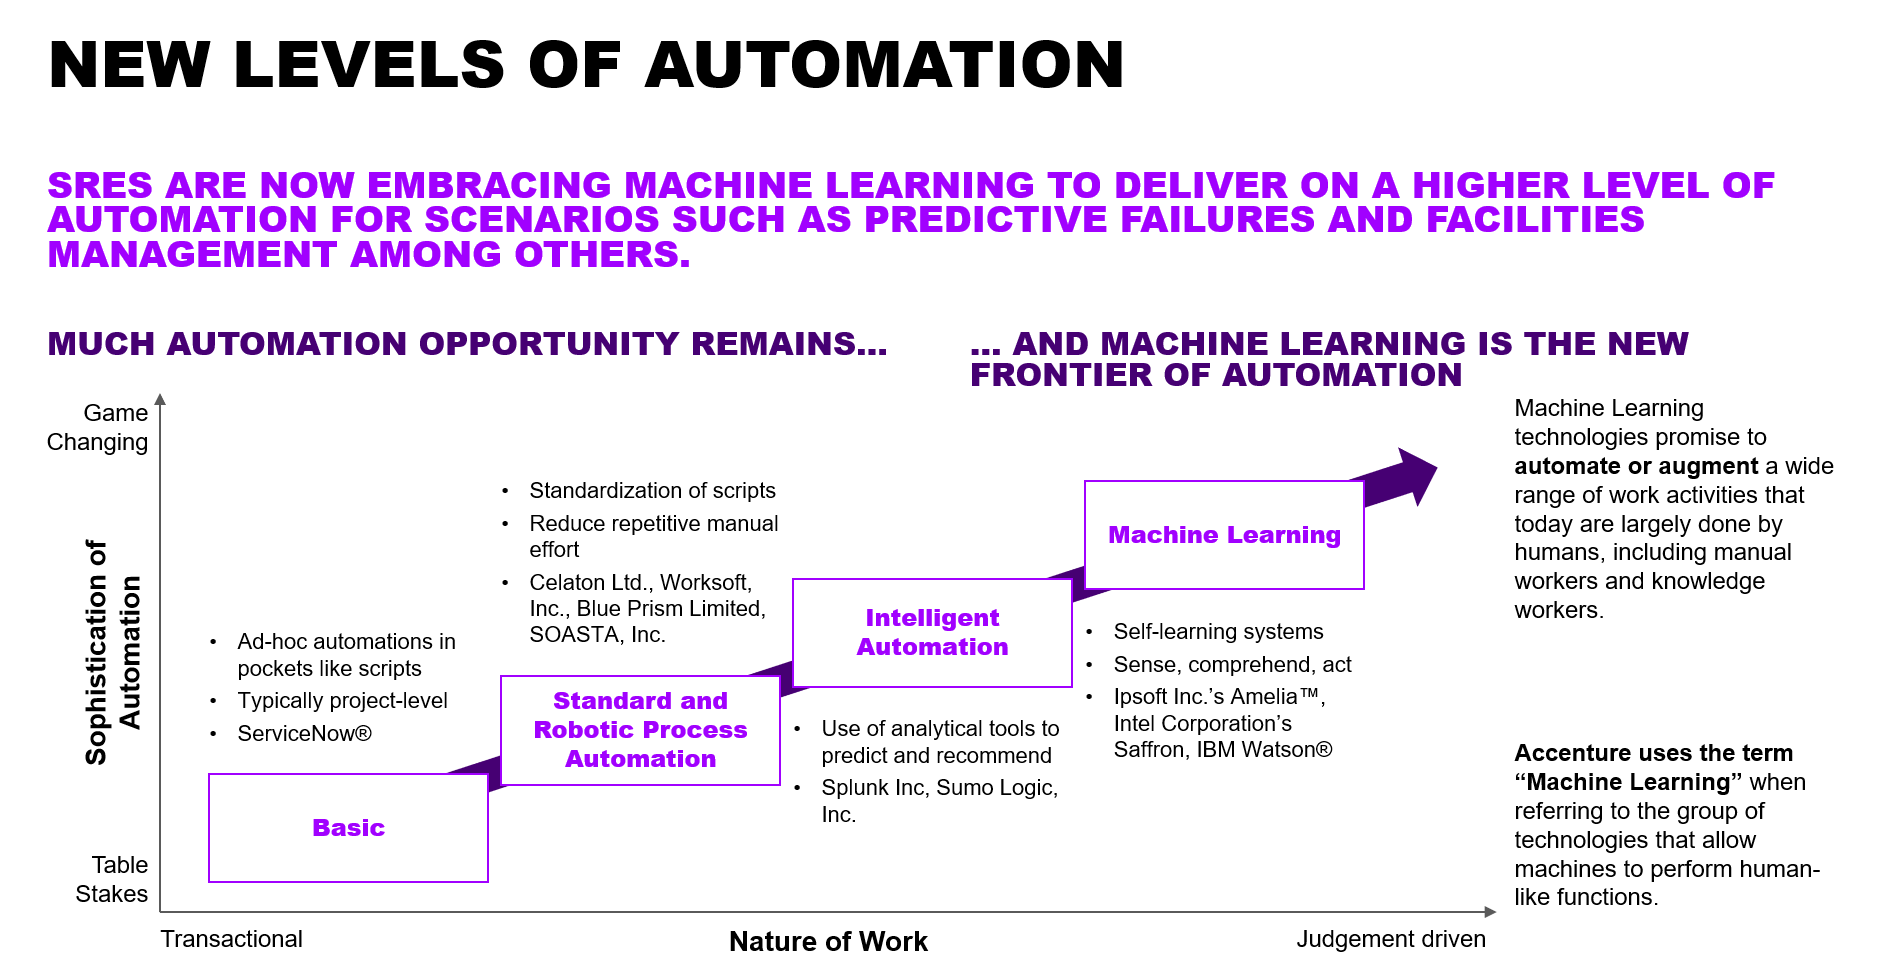 NEW LEVELS OF AUTOMATION
SRES ARE NOW EMBRACING MACHINE LEARNING TO DELIVER ON A HIGHER LEVEL OF
AUTOMATION FOR SCENARIOS SUCH AS PREDICTIVE FAILURES AND FACILITIES
MANAGEMENT AMONG OTHERS.
MUCH AUTOMATION OPPORTUNITY REMAINS...
... AND MACHINE LEARNING IS THE NEW
FRONTIER OF AUTOMATION
Game
Changing
Sophistication of
Automation
Table
Stakes
• Ad-hoc automations in
pockets like scripts
• Typically project-level
• ServiceNow®
Basic
• Standardization of scripts
• Reduce repetitive manual
effort
• Celaton Ltd., Worksoft,
Inc., Blue Prism Limited,
SOASTA, Inc.
Standard and
Robotic Process
Automation
Intelligent
Automation
• Use of analytical tools to
predict and recommend
• Splunk Inc, Sumo Logic,
Inc.
Machine Learning
• Self-learning systems
• Sense, comprehend, act
• Ipsoft Inc.’s Amelia™,
Intel Corporation’s
Saffron, IBM Watson®
Transactional
Nature of Work
Judgement driven
Machine Learning
technologies promise to
automate or augment a wide
range of work activities that
today are largely done by
humans, including manual
workers and knowledge
workers.
Accenture uses the term
“Machine Learning” when
referring to the group of
technologies that allow
machines to perform human-
like functions.